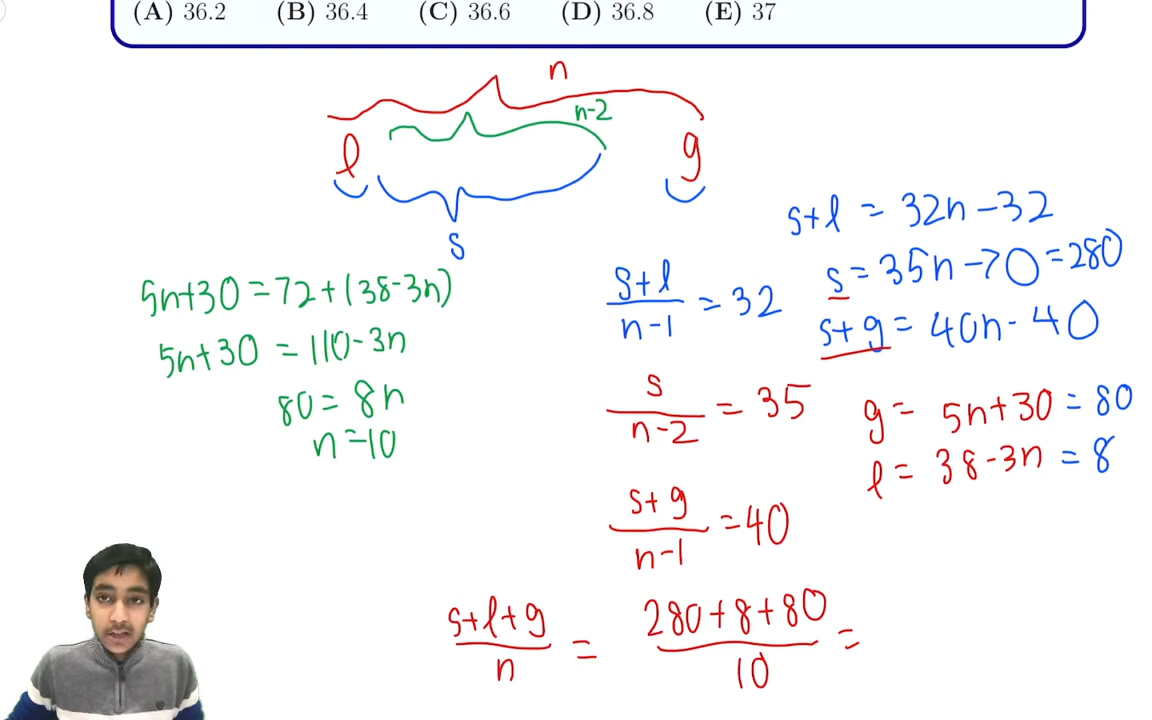 (A) 36.2 (B) 36.4 (C) 36.6 (D) 36.8 (E) 37
n
n-2
l g
s
5n+30=72+(38-3n)
5n+30 = 110-3n
80 = 8n
n=10
s+l/n-1 = 32
s/n-2 = 35
s+g/n-1 = 40
s+l = 32n-32
s = 35n-70 = 280
s+g = 40n-40
g = 5n+30 = 80
l = 38-3n = 8
s+l+g/n = 280+8+80/10 =